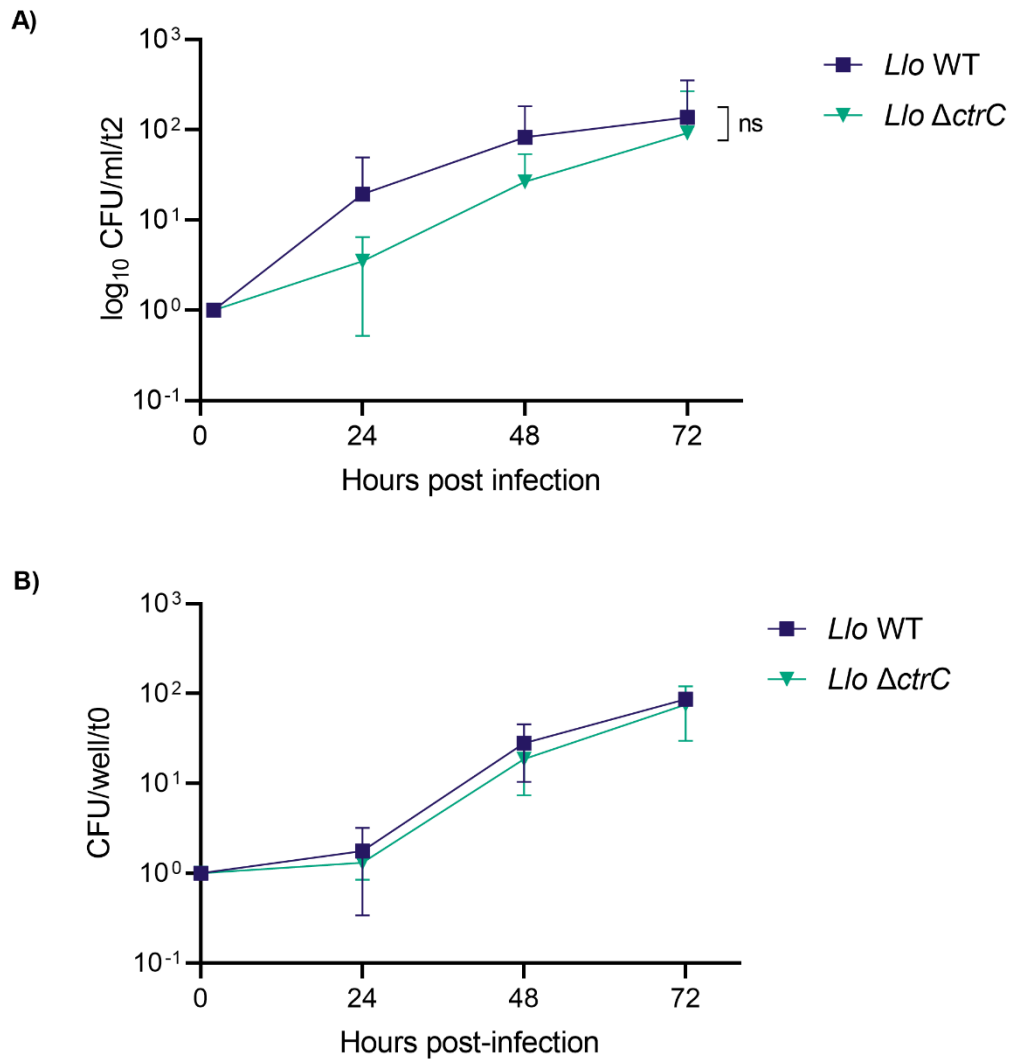 A)
10³
10²
10¹
10⁰
10⁻¹
log₁₀ CFU/ml/t2
0 24 48 72
Hours post infection
Llo WT
Llo ΔctrC
ns
B)
10³
10²
10¹
10⁰
10⁻¹
CFU/well/t0
0 24 48 72
Hours post-infection
Llo WT
Llo ΔctrC